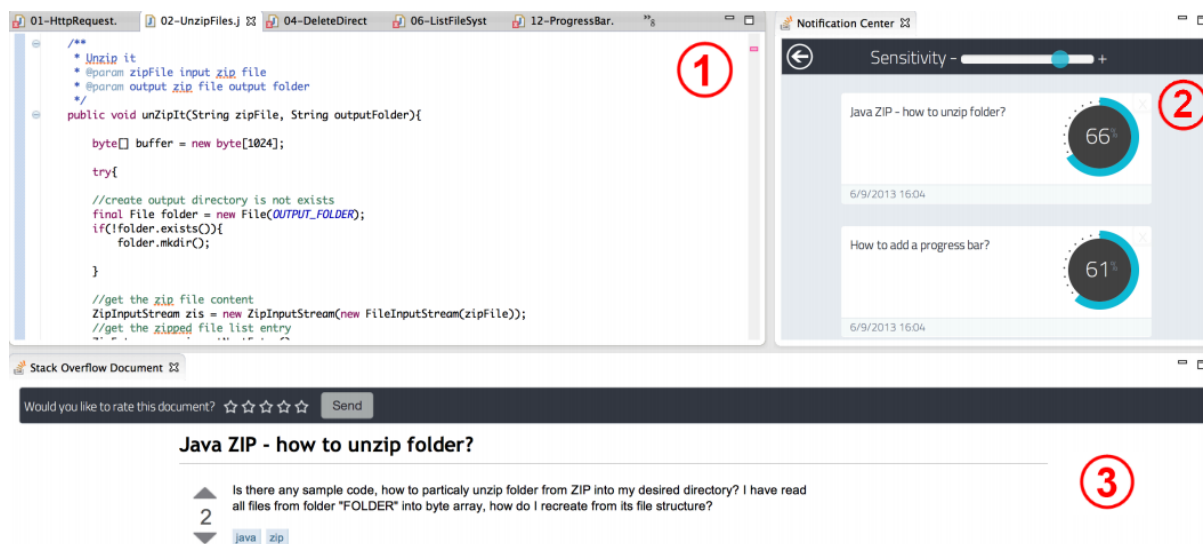 01-HttpRequest.
02-UnzipFiles.j
04-DeleteDirect
06-ListFileSyst
12-ProgressBar.
»8
/**
* Unzip it
* @param zipFile input zip file
* @param output zip file output folder
*/
public void unZipIt(String zipFile, String outputFolder){
byte[] buffer = new byte[1024];
try{
//create output directory is not exists
final File folder = new File(OUTPUT_FOLDER);
if(!folder.exists()){
folder.mkdir();
}
//get the zip file content
ZipInputStream zis = new ZipInputStream(new FileInputStream(zipFile));
//get the zipped file list entry
1
Notification Center
Sensitivity - +
Java ZIP - how to unzip folder?
66%
6/9/2013 16:04
How to add a progress bar?
61%
6/9/2013 16:04
2
Stack Overflow Document
Would you like to rate this document? Send
Java ZIP - how to unzip folder?
Is there any sample code, how to particaly unzip folder from ZIP into my desired directory? I have read
all files from folder "FOLDER" into byte array, how do I recreate from its file structure?
2
java zip
3